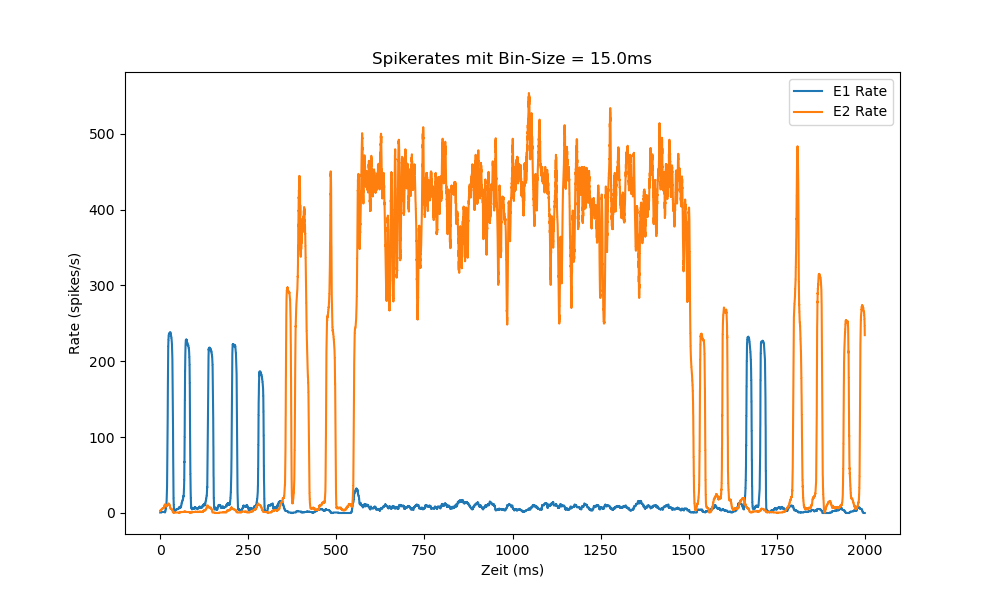 Spikerates mit Bin-Size = 15.0ms
E1 Rate
E2 Rate
Rate (spikes/s)
500
400
300
200
100
0
0 250 500 750 1000 1250 1500 1750 2000
Zeit (ms)